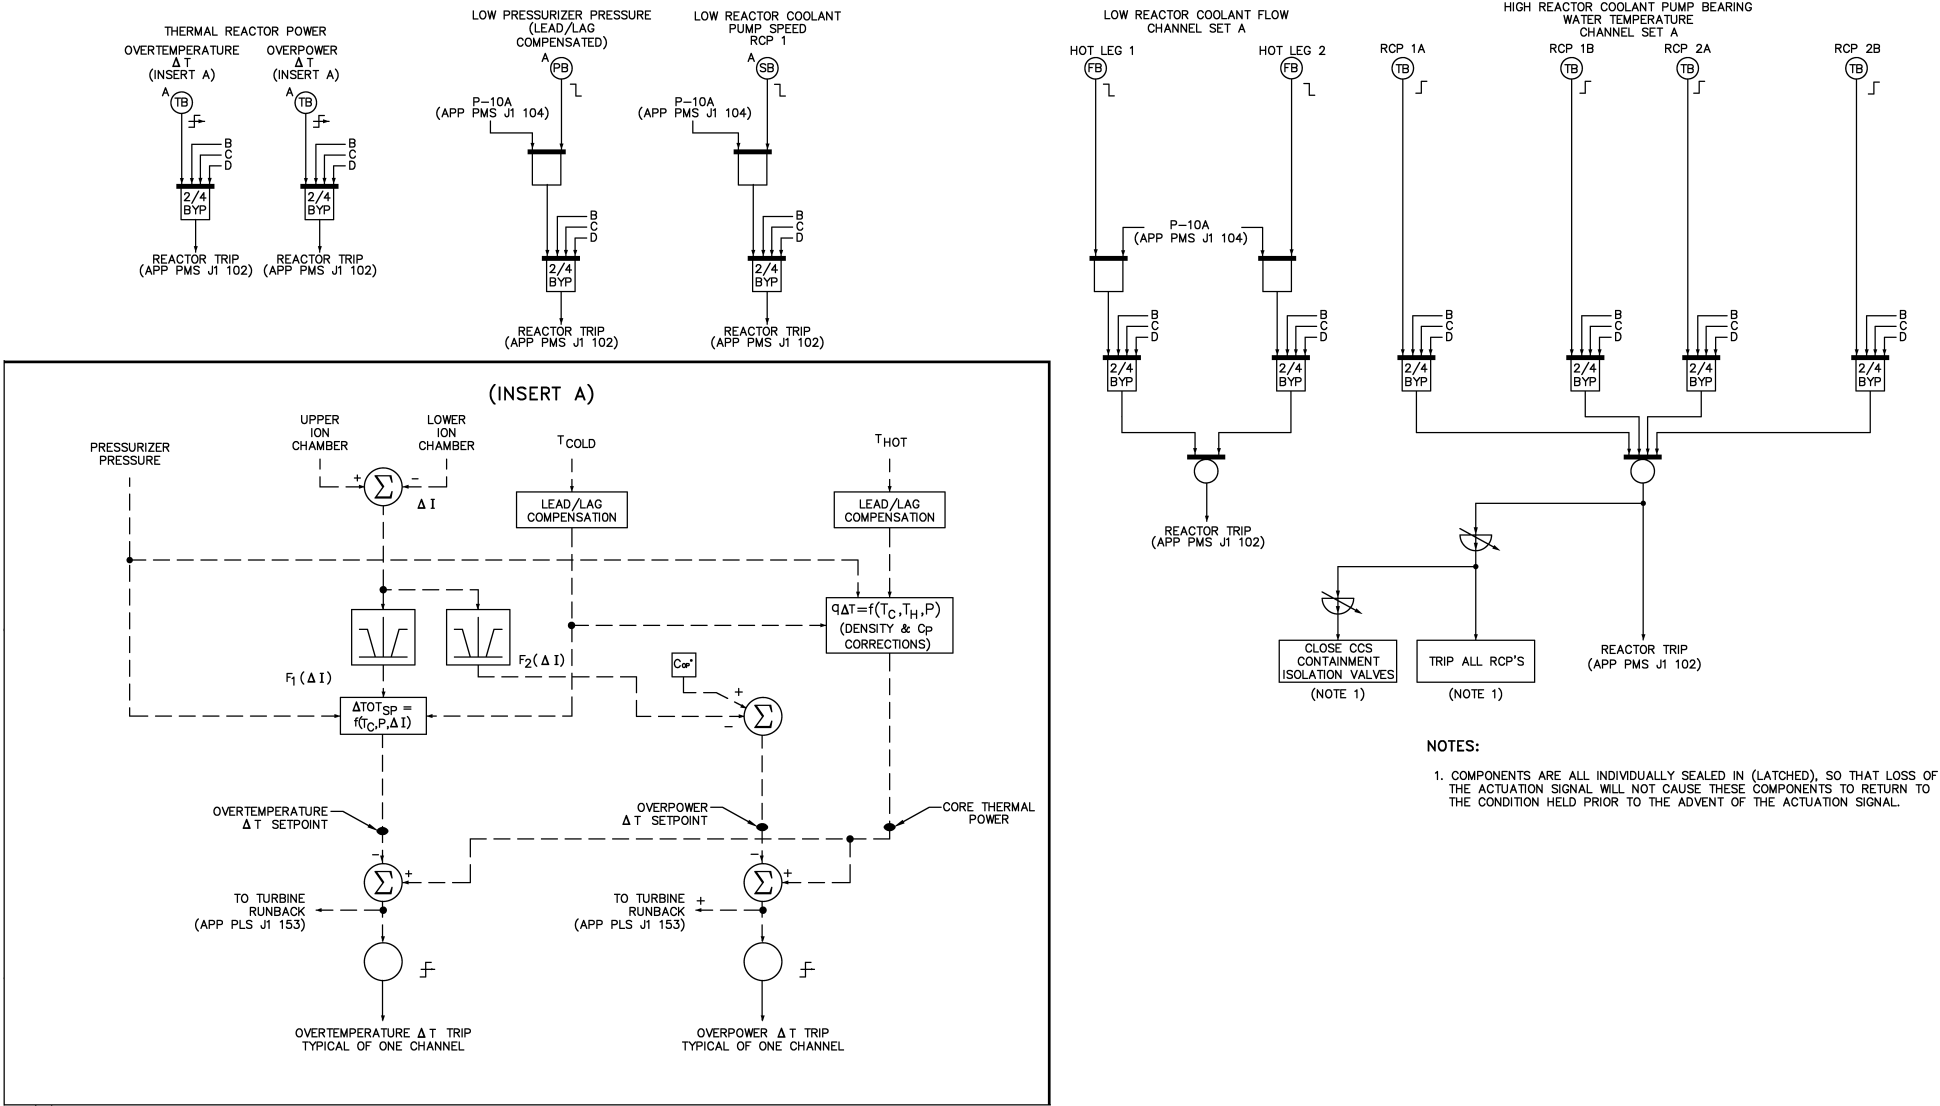 THERMAL REACTOR POWER
OVERTEMPERATURE
Δ T
(INSERT A)
A
TB
OVERPOWER
Δ T
(INSERT A)
A
TB
B
C
D
2/4
BYP
REACTOR TRIP
(APP PMS J1 102)
B
C
D
2/4
BYP
REACTOR TRIP
(APP PMS J1 102)
LOW PRESSURIZER PRESSURE
(LEAD/LAG
COMPENSATED)
A
PB
P-10A
(APP PMS J1 104)
B
C
D
2/4
BYP
REACTOR TRIP
(APP PMS J1 102)
LOW REACTOR COOLANT
PUMP SPEED
RCP 1
A
SB
P-10A
(APP PMS J1 104)
B
C
D
2/4
BYP
REACTOR TRIP
(APP PMS J1 102)
LOW REACTOR COOLANT FLOW
CHANNEL SET A
HOT LEG 1
FB
HOT LEG 2
FB
P-10A
(APP PMS J1 104)
B
C
D
2/4
BYP
B
C
D
2/4
BYP
REACTOR TRIP
(APP PMS J1 102)
HIGH REACTOR COOLANT PUMP BEARING
WATER TEMPERATURE
CHANNEL SET A
RCP 1A
TB
RCP 1B
TB
RCP 2A
TB
RCP 2B
TB
B
C
D
2/4
BYP
B
C
D
2/4
BYP
B
C
D
2/4
BYP
B
C
D
2/4
BYP
CLOSE CCS
CONTAINMENT
ISOLATION VALVES
(NOTE 1)
TRIP ALL RCP'S
(NOTE 1)
REACTOR TRIP
(APP PMS J1 102)
NOTES:
1. COMPONENTS ARE ALL INDIVIDUALLY SEALED IN (LATCHED), SO THAT LOSS OF
THE ACTUATION SIGNAL WILL NOT CAUSE THESE COMPONENTS TO RETURN TO
THE CONDITION HELD PRIOR TO THE ADVENT OF THE ACTUATION SIGNAL.
(INSERT A)
PRESSURIZER
PRESSURE
UPPER
ION
CHAMBER
LOWER
ION
CHAMBER
+
Σ
-
Δ I
T COLD
LEAD/LAG
COMPENSATION
T HOT
LEAD/LAG
COMPENSATION
qΔT=f(TC,TH,P)
(DENSITY & CP
CORRECTIONS)
F1(Δ I)
F2(Δ I)
ΔTOTSP =
f(TC,P,Δ I)
+
-
Σ
OVERTEMPERATURE
Δ T SETPOINT
OVERPOWER
Δ T SETPOINT
CORE THERMAL
POWER
-
Σ
+
-
Σ
+
TO TURBINE
RUNBACK
(APP PLS J1 153)
TO TURBINE
RUNBACK
(APP PLS J1 153)
+
OVERTEMPERATURE Δ T TRIP
TYPICAL OF ONE CHANNEL
OVERPOWER Δ T TRIP
TYPICAL OF ONE CHANNEL